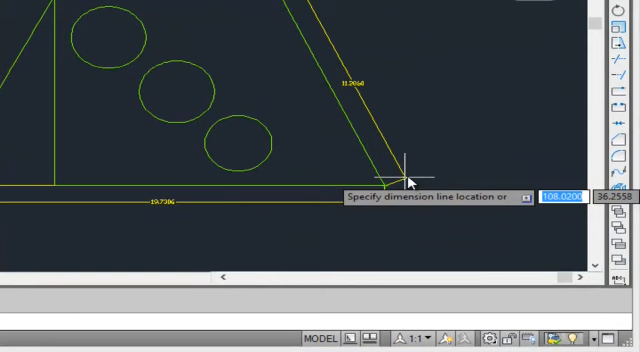 11.2060
Specify dimension line location or 108.0200 36.2558
19.7306
MODEL 1:1